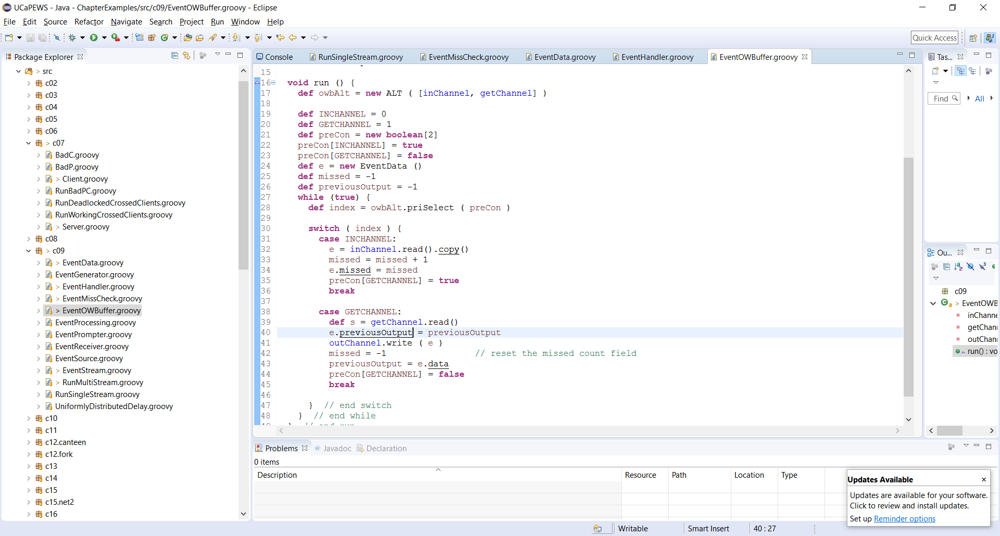 UCaPEWS - Java - ChapterExamples/src/c09/EventOWBuffer.groovy - Eclipse
File Edit Source Refactor Navigate Search Project Run Window Help
Quick Access
Package Explorer
> src
c02
c03
c04
c05
c06
> c07
BadC.groovy
BadP.groovy
> Client.groovy
RunBadPC.groovy
RunDeadlockedCrossedClients.groovy
RunWorkingCrossedClients.groovy
> Server.groovy
c08
> c09
> EventData.groovy
EventGenerator.groovy
> EventHandler.groovy
> EventMissCheck.groovy
> EventOWBuffer.groovy
EventProcessing.groovy
EventPrompter.groovy
EventReceiver.groovy
EventSource.groovy
> EventStream.groovy
> RunMultiStream.groovy
RunSingleStream.groovy
UniformlyDistributedDelay.groovy
c10
c11
c12.canteen
c12.fork
c13
c14
c15
c15.net2
c16
Console RunSingleStream.groovy EventMissCheck.groovy EventData.groovy EventHandler.groovy EventOWBuffer.groovy
15
16 void run () {
17 def owbAlt = new ALT ( [inChannel, getChannel] )
18
19 def INCHANNEL = 0
20 def GETCHANNEL = 1
21 def preCon = new boolean[2]
22 preCon[INCHANNEL] = true
23 preCon[GETCHANNEL] = false
24 def e = new EventData ()
25 def missed = -1
26 def previousOutput = -1
27 while (true) {
28 def index = owbAlt.priSelect ( preCon )
29
30 switch ( index ) {
31 case INCHANNEL:
32 e = inChannel.read().copy()
33 missed = missed + 1
34 e.missed = missed
35 preCon[GETCHANNEL] = true
36 break
37
38 case GETCHANNEL:
39 def s = getChannel.read()
40 e.previousOutput = previousOutput
41 outChannel.write ( e )
42 missed = -1 // reset the missed count field
43 previousOutput = e.data
44 preCon[GETCHANNEL] = false
45 break
46
47 } // end switch
48 } // end while
Tas...
Find All
Ou...
c09
> EventOWB
inChanne
getChan
outChan
run() : vo
Problems Javadoc Declaration
0 items
Description Resource Path Location Type
Updates Available
Updates are available for your software.
Click to review and install updates.
Set up Reminder options
Writable Smart Insert 40 : 27